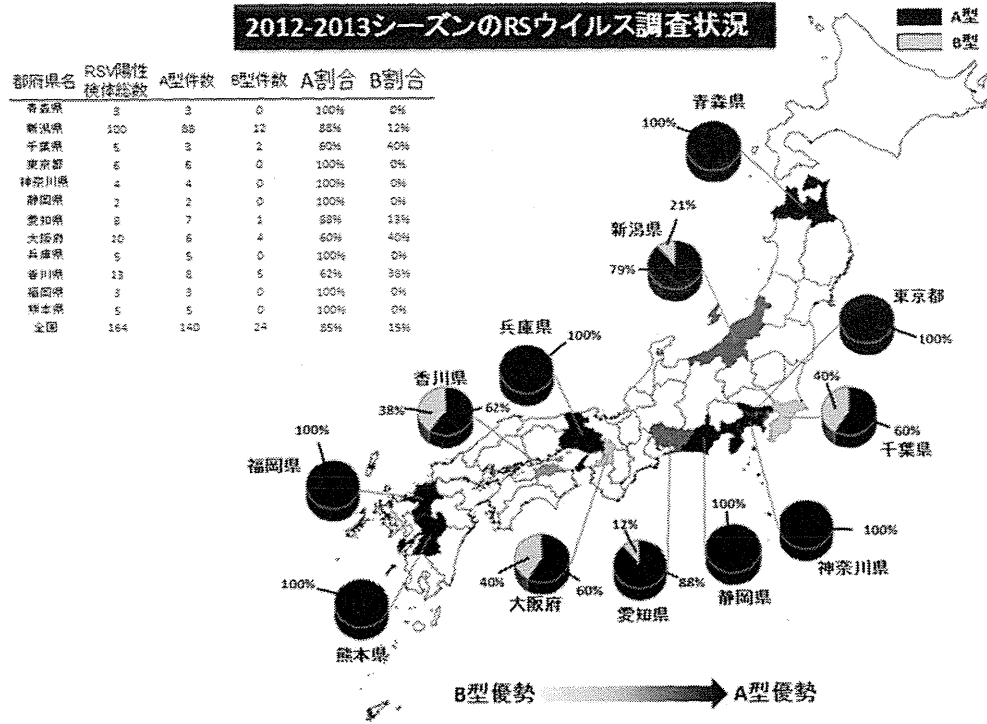 2012-2013シーズンのRSウイルス調査状況
A型
B型
都府県名 RSV陽性検体総数 A型件数 B型件数 A割合 B割合
青森県 3 3 0 100% 0%
新潟県 100 88 12 88% 12%
千葉県 5 3 2 60% 40%
東京都 6 6 0 100% 0%
神奈川県 4 4 0 100% 0%
静岡県 2 2 0 100% 0%
愛知県 8 7 1 88% 13%
大阪府 10 6 4 60% 40%
兵庫県 5 5 0 100% 0%
香川県 13 8 5 62% 38%
福岡県 3 3 0 100% 0%
熊本県 5 5 0 100% 0%
全国 164 140 24 85% 15%
青森県
100%
新潟県
21%
79%
東京都
100%
兵庫県
100%
香川県
38%
62%
40%
60%
千葉県
福岡県
100%
100%
熊本県
40%
60%
大阪府
12%
88%
愛知県
100%
静岡県
100%
神奈川県
B型優勢
A型優勢